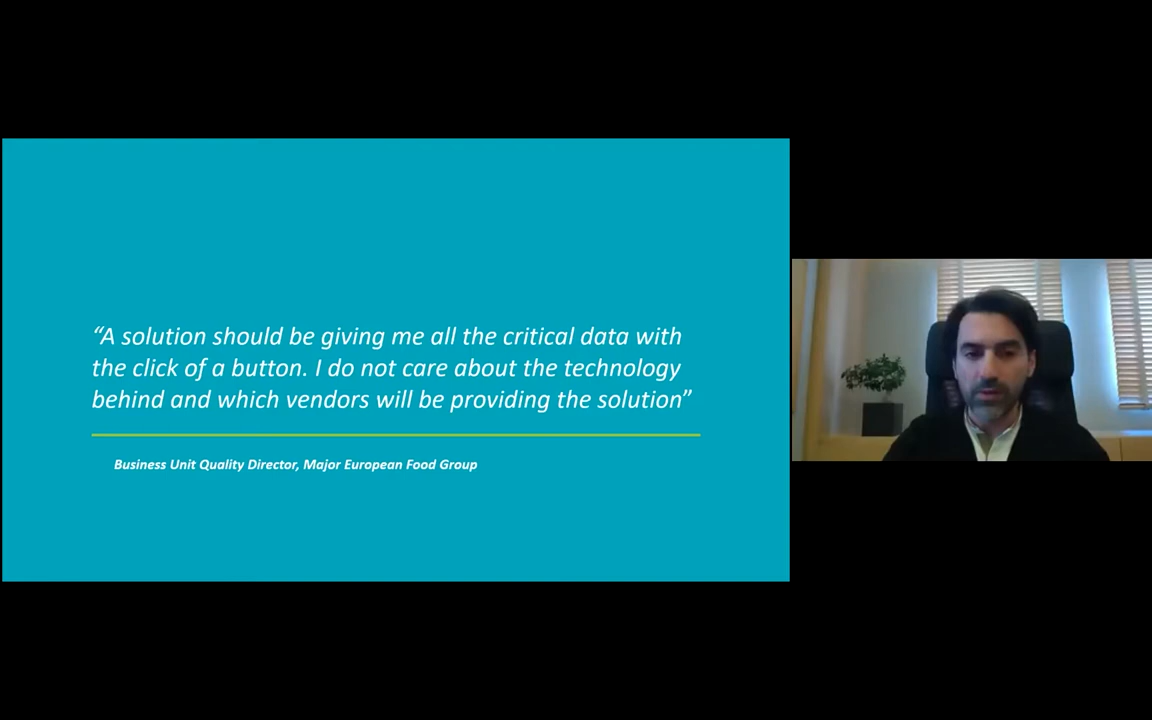 “A solution should be giving me all the critical data with
the click of a button. I do not care about the technology
behind and which vendors will be providing the solution”
Business Unit Quality Director, Major European Food Group